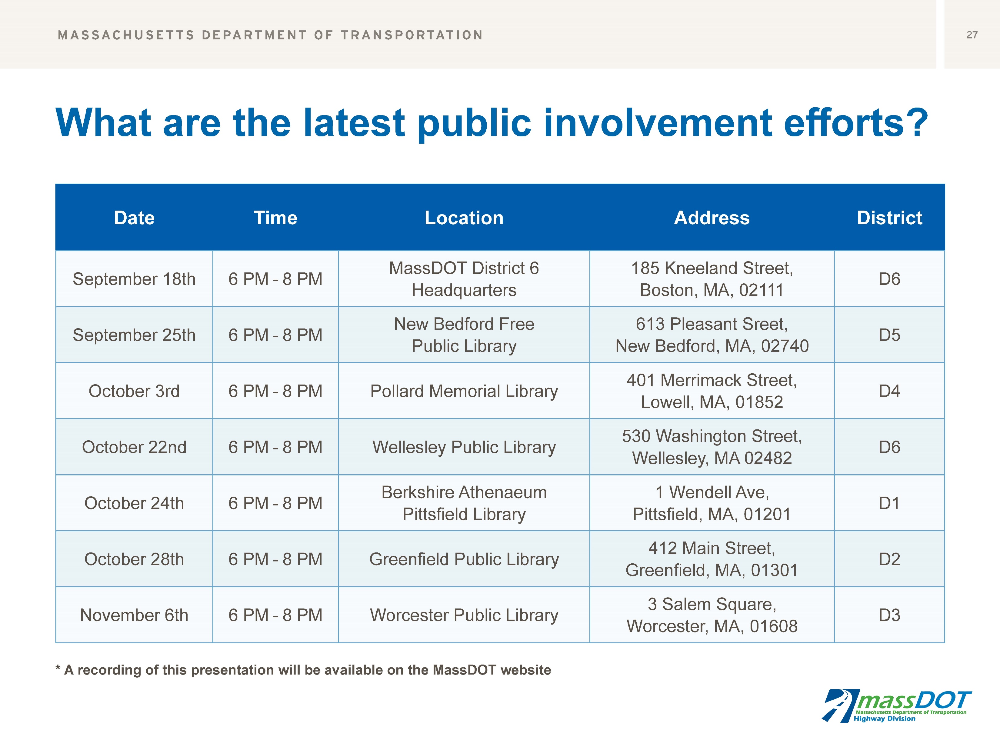 MASSACHUSETTS DEPARTMENT OF TRANSPORTATION
27
What are the latest public involvement efforts?
Date Time Location Address District
September 18th 6 PM - 8 PM MassDOT District 6 Headquarters 185 Kneeland Street, Boston, MA, 02111 D6
September 25th 6 PM - 8 PM New Bedford Free Public Library 613 Pleasant Sreet, New Bedford, MA, 02740 D5
October 3rd 6 PM - 8 PM Pollard Memorial Library 401 Merrimack Street, Lowell, MA, 01852 D4
October 22nd 6 PM - 8 PM Wellesley Public Library 530 Washington Street, Wellesley, MA 02482 D6
October 24th 6 PM - 8 PM Berkshire Athenaeum Pittsfield Library 1 Wendell Ave, Pittsfield, MA, 01201 D1
October 28th 6 PM - 8 PM Greenfield Public Library 412 Main Street, Greenfield, MA, 01301 D2
November 6th 6 PM - 8 PM Worcester Public Library 3 Salem Square, Worcester, MA, 01608 D3
* A recording of this presentation will be available on the MassDOT website
massDOT
Massachusetts Department of Transportation
Highway Division